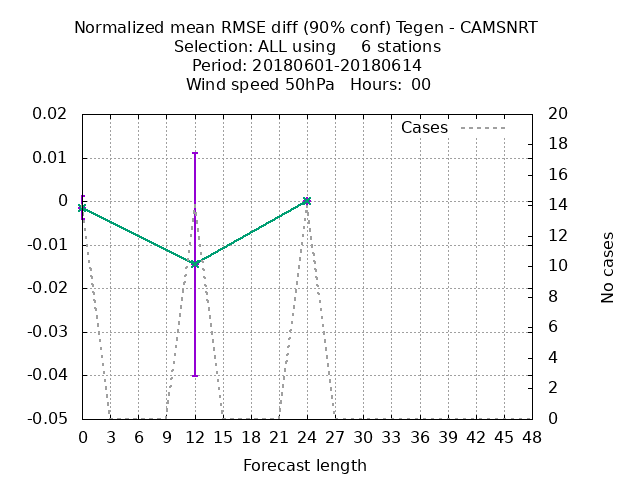 Normalized mean RMSE diff (90% conf) Tegen - CAMSNRT
Selection: ALL using     6 stations
Period: 20180601-20180614
Wind speed 50hPa   Hours:  00
Cases
0.02
0.01
0
-0.01
-0.02
-0.03
-0.04
-0.05
20
18
16
14
12
10
8
6
4
2
0
No cases
0 3 6 9 12 15 18 21 24 27 30 33 36 39 42 45 48
Forecast length